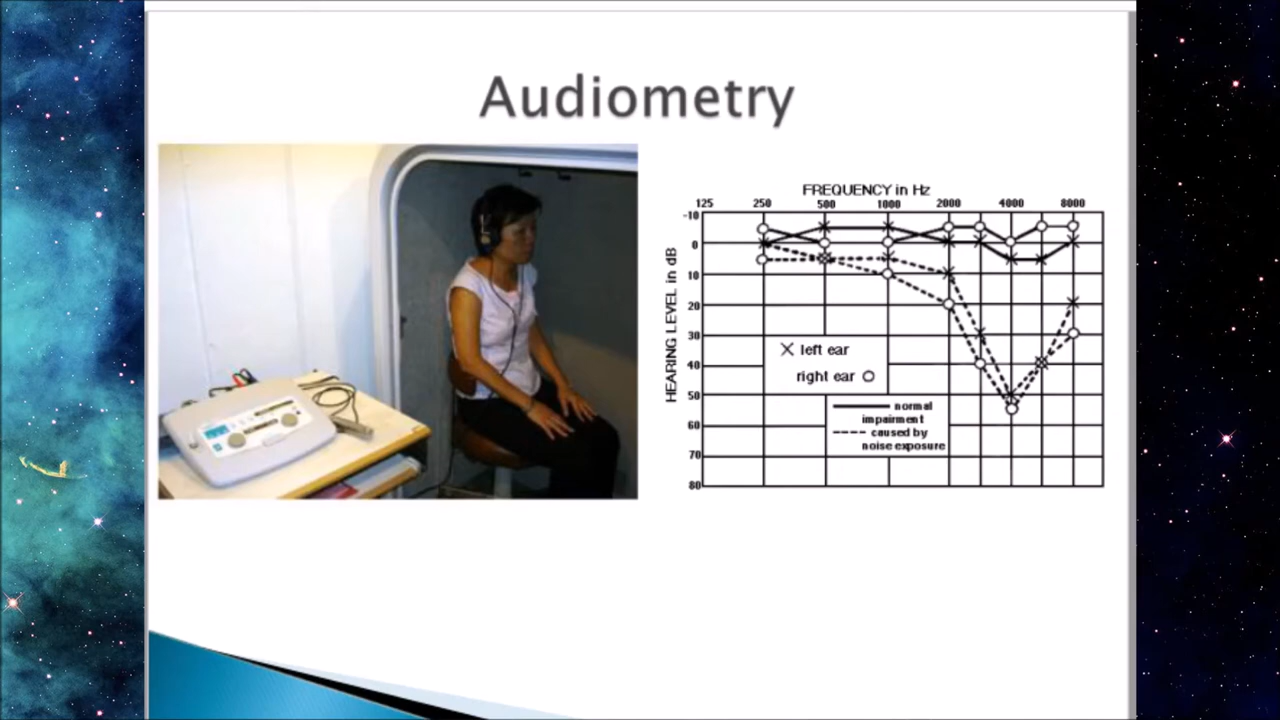 Audiometry
FREQUENCY in Hz
125 250 500 1000 2000 4000 8000
HEARING LEVEL in dB
-10
0
10
20
30
40
50
60
70
80
left ear
right ear
normal
impairment
caused by
noise exposure